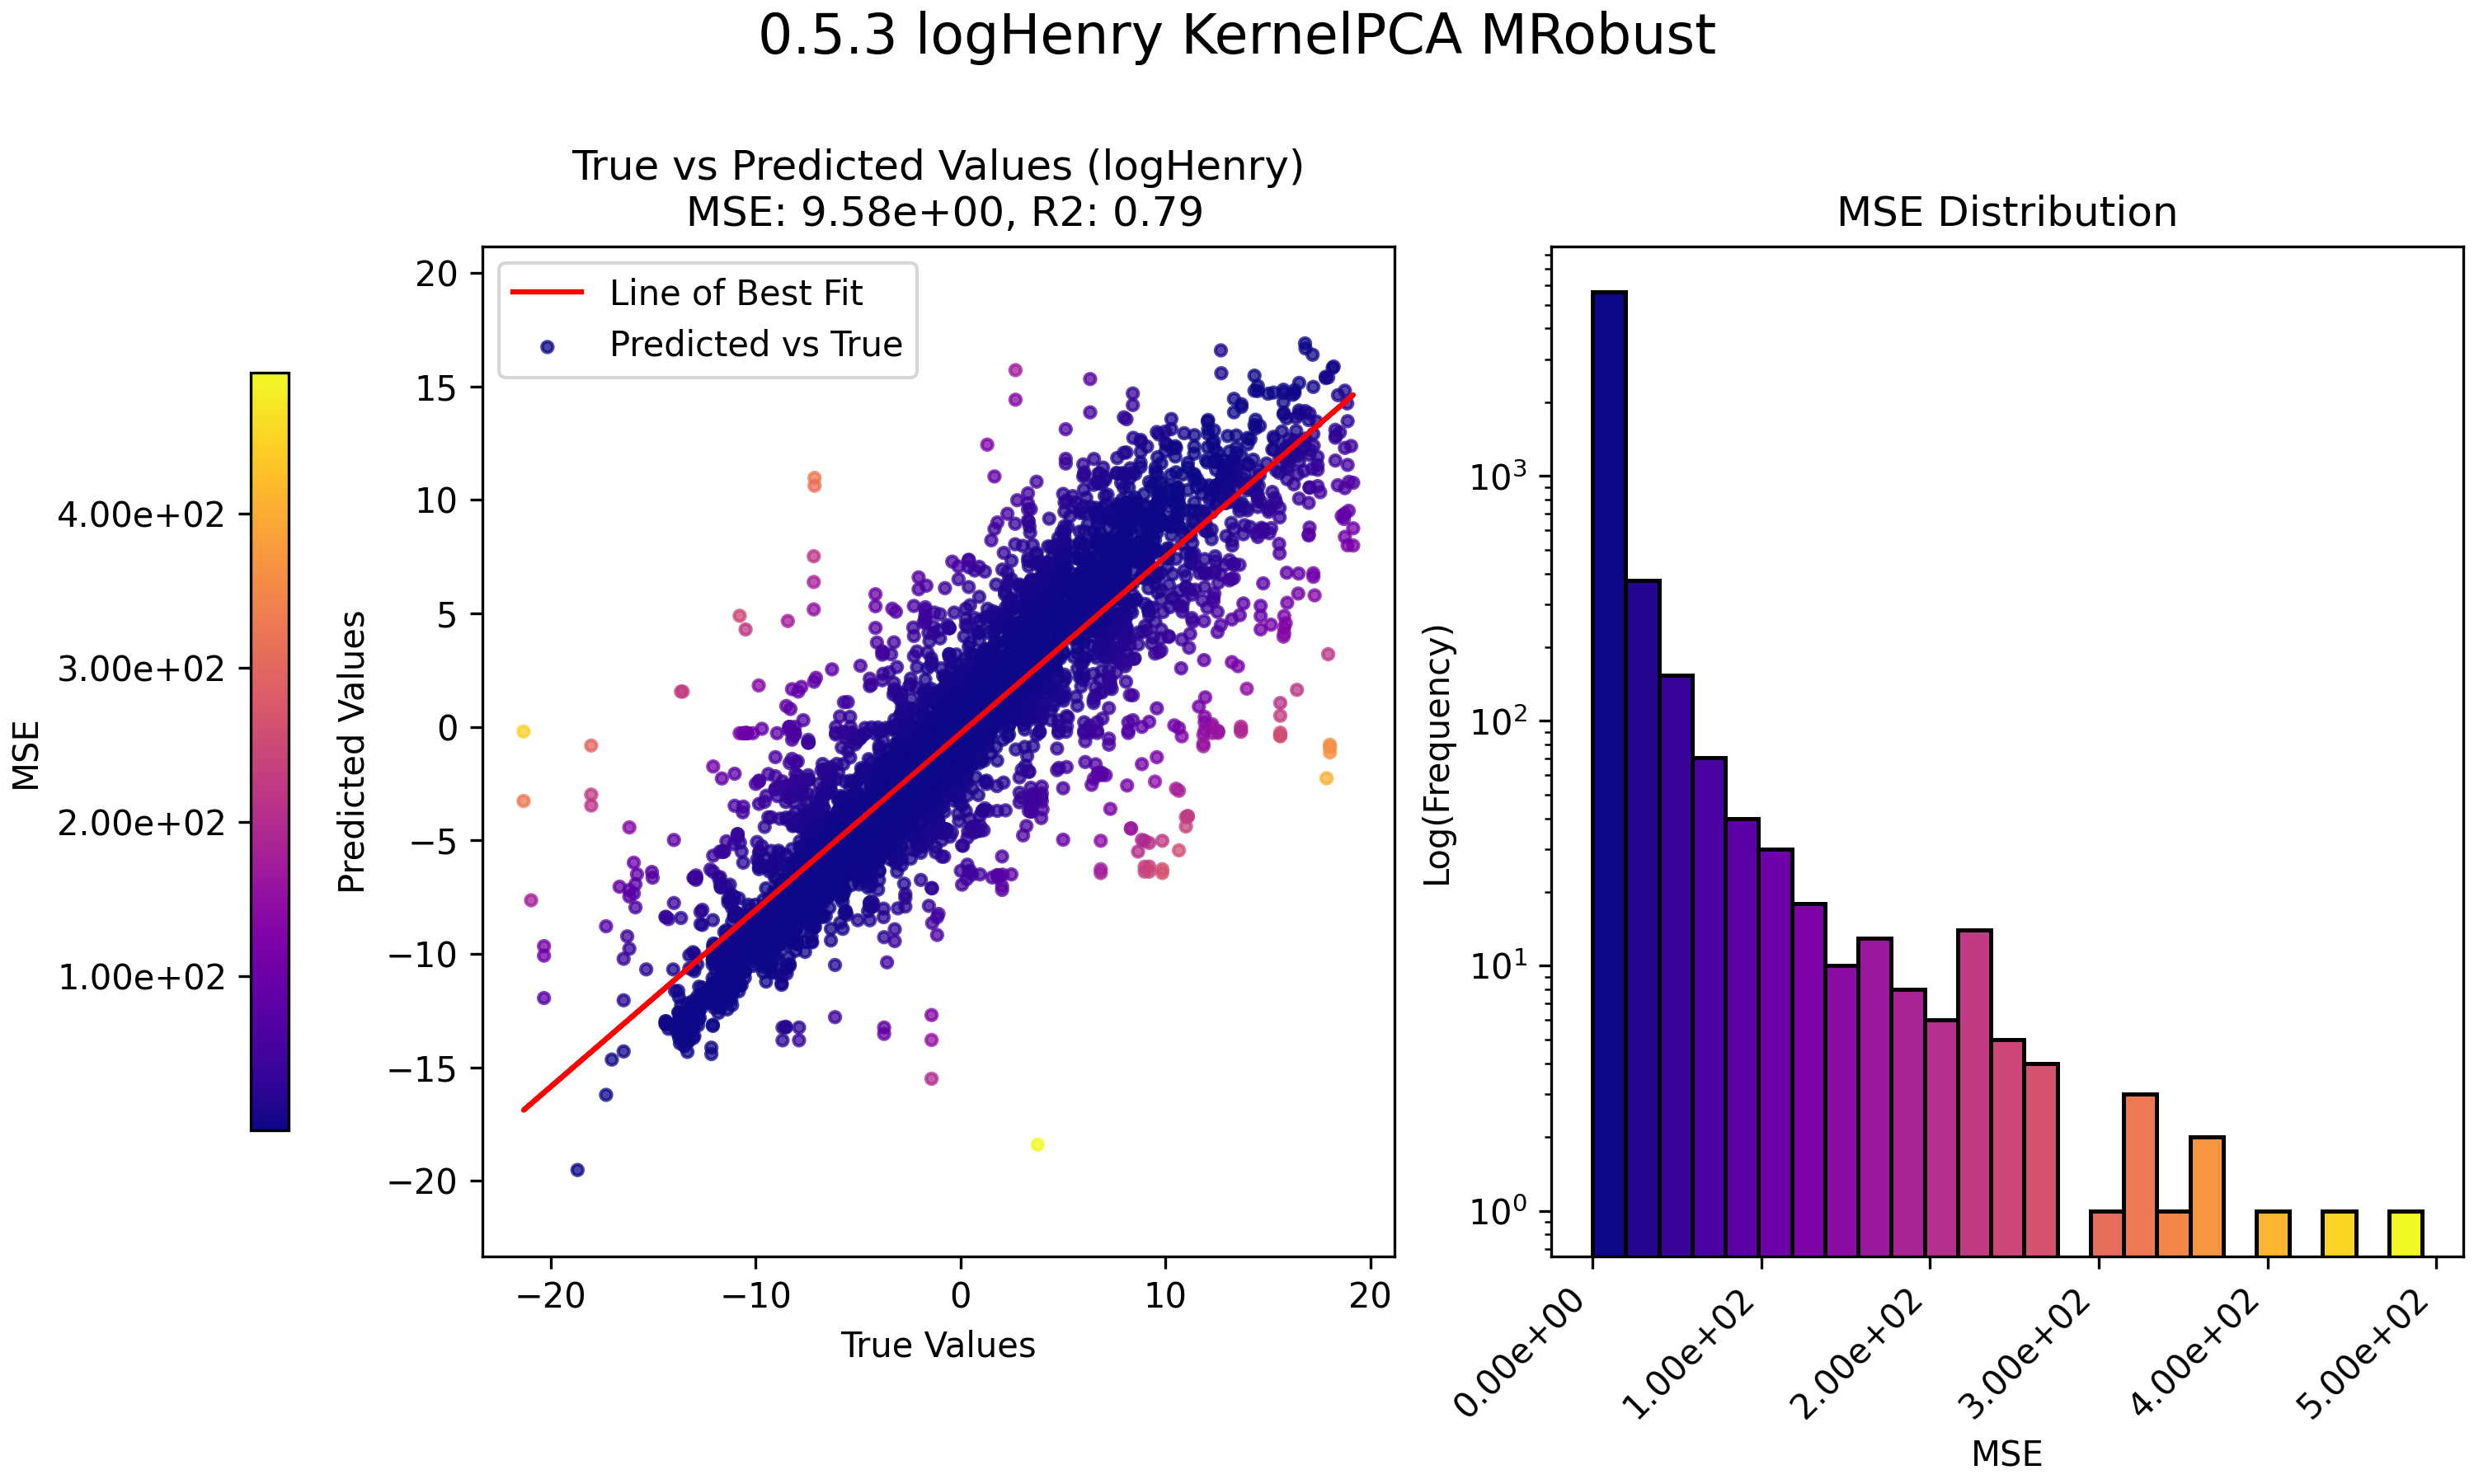 0.5.3 logHenry KernelPCA MRobust
MSE
4.00e+02
3.00e+02
2.00e+02
1.00e+02
True vs Predicted Values (logHenry)
MSE: 9.58e+00, R2: 0.79
Line of Best Fit
Predicted vs True
Predicted Values
20
15
10
5
0
−5
−10
−15
−20
−20
−10
0
10
20
True Values
MSE Distribution
Log(Frequency)
10³
10²
10¹
10⁰
0.00e+00
1.00e+02
2.00e+02
3.00e+02
4.00e+02
5.00e+02
MSE